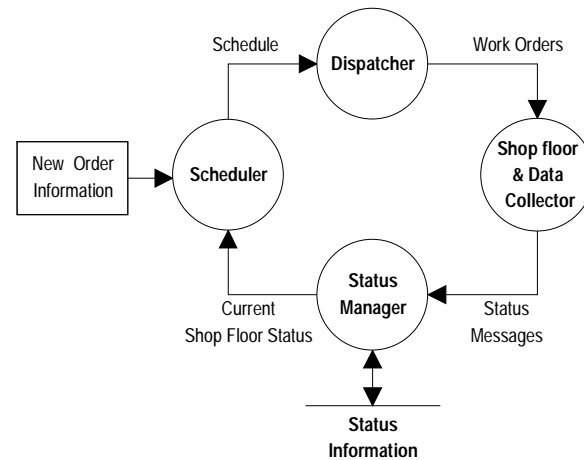 Schedule
Work Orders
Dispatcher
New Order
Information
Scheduler
Shop floor
& Data
Collector
Status
Manager
Current
Shop Floor Status
Status
Messages
Status
Information